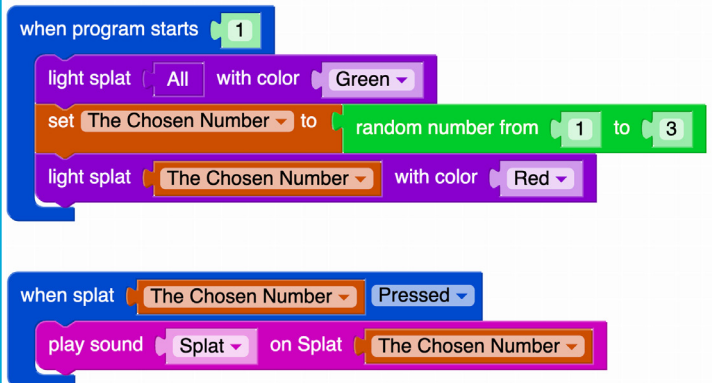 when program starts 1
light splat All with color Green
set The Chosen Number to random number from 1 to 3
light splat The Chosen Number with color Red
when splat The Chosen Number Pressed
play sound Splat on Splat The Chosen Number